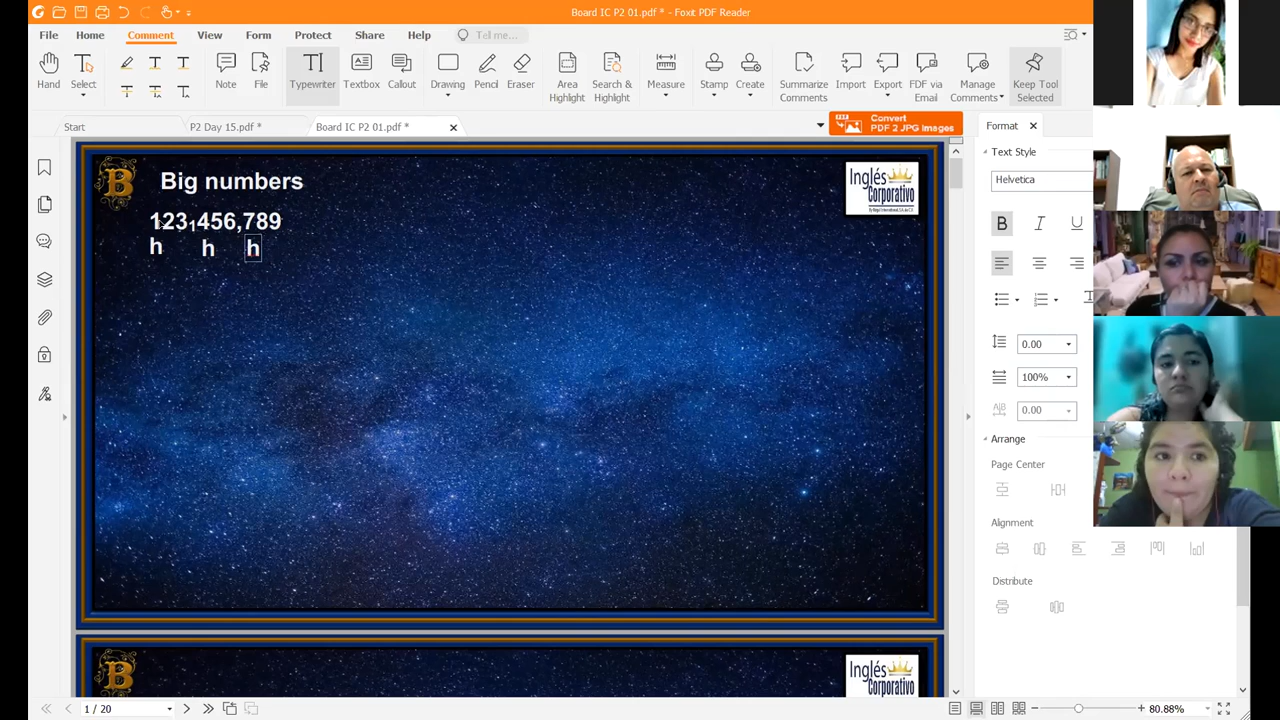 Board IC P2 01.pdf * - Foxit PDF Reader
File Home Comment View Form Protect Share Help Tell me...
Hand Select Note File Typewriter Textbox Callout Drawing Pencil Eraser Area Highlight Search & Highlight Measure Stamp Create Summarize Comments Import Export FDF via Email Manage Comments Keep Tool Selected
Start P2 Day 15.pdf * Board IC P2 01.pdf * Convert PDF 2 JPG Images
Format
Text Style
Helvetica
B I U
0.00
100%
0.00
Arrange
Page Center
Alignment
Distribute
B Big numbers
Inglés Corporativo
123,456,789
h h h
B
Inglés Corporativo
1 / 20 80.88%